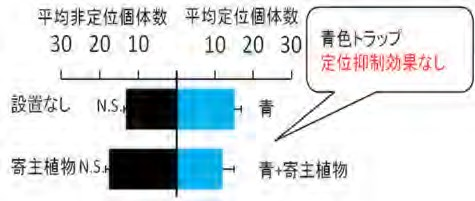 平均非定位個体数 平均定位個体数
30 20 10 10 20 30
青色トラップ
定位抑制効果なし
設置なし N.S. 青
寄主植物 N.S. 青+寄主植物